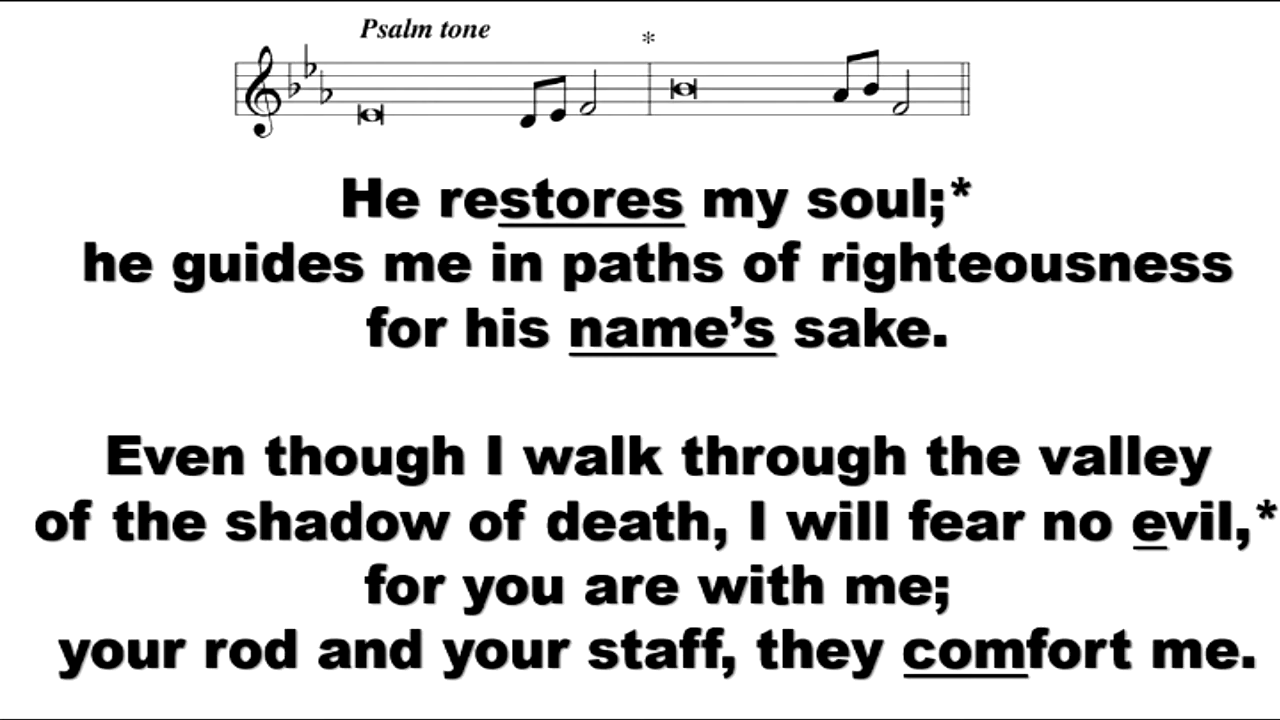 Psalm tone
*
He restores my soul;*
he guides me in paths of righteousness
for his name’s sake.
Even though I walk through the valley
of the shadow of death, I will fear no evil,*
for you are with me;
your rod and your staff, they comfort me.